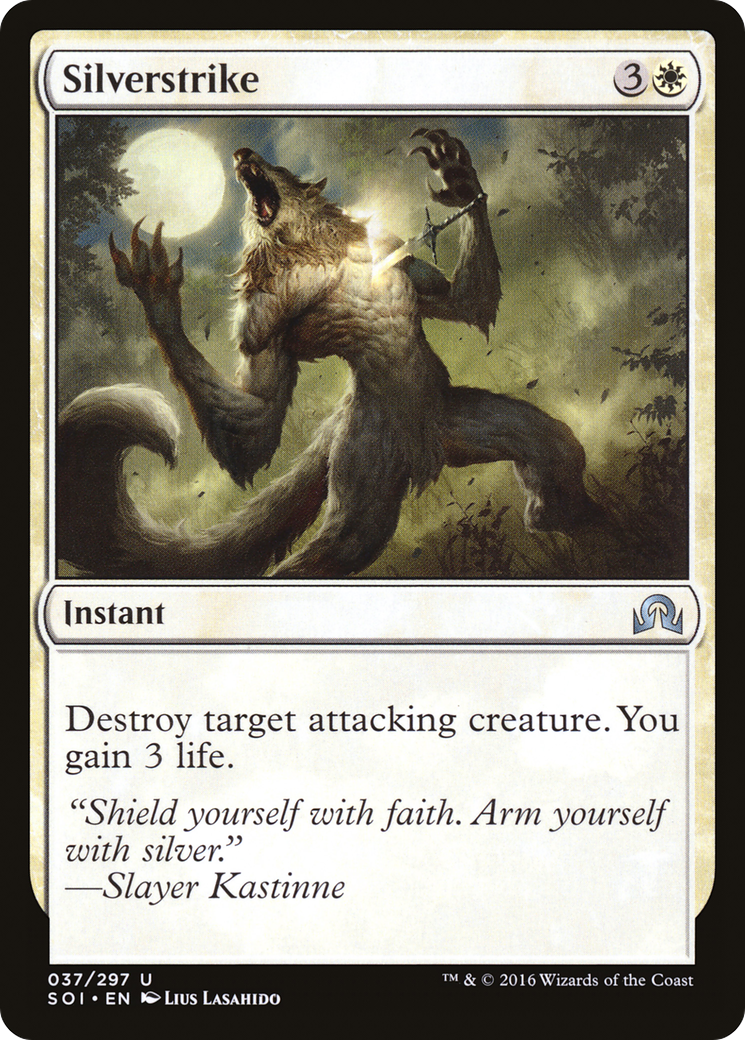 Silverstrike 3
Instant
Destroy target attacking creature. You
gain 3 life.
“Shield yourself with faith. Arm yourself
with silver.”
—Slayer Kastinne
037/297 U
SOI • EN Lius Lasahido
™ & © 2016 Wizards of the Coast